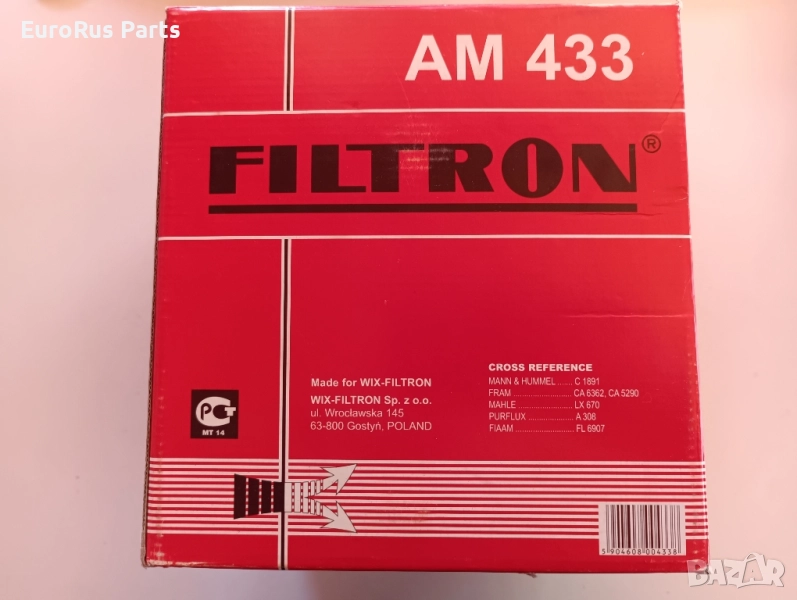 EuroRus Parts
AM 433
FILTRON®
Made for WIX-FILTRON
WIX-FILTRON Sp. z o.o.
ul. Wrocławska 145
63-800 Gostyń, POLAND
CROSS REFERENCE
MANN & HUMMEL ...... C 1891
FRAM .............................. CA 6362, CA 5290
MAHLE ........................... LX 670
PURFLUX ....................... A 308
FIAAM ............................ FL 6907
PCT
MT 14
5 904608 004338
BAZAR